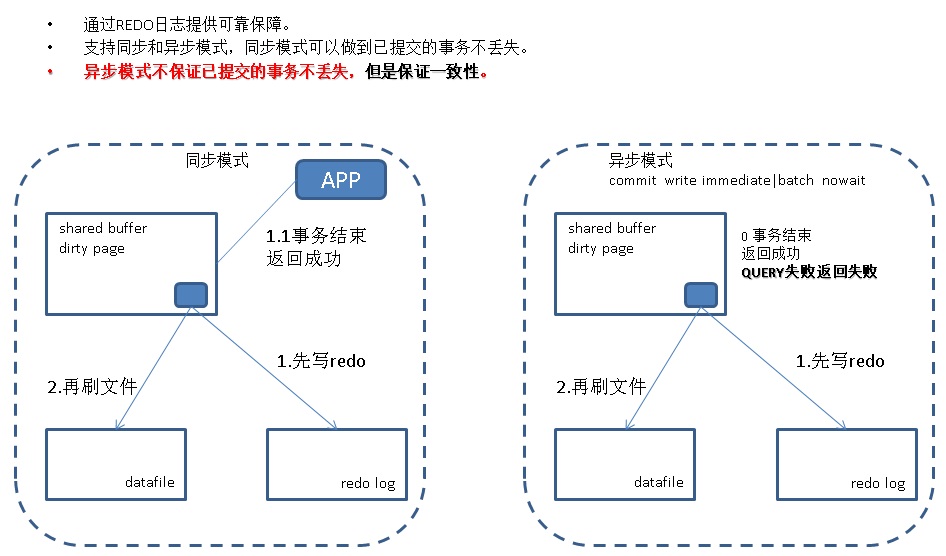 • 通过REDO日志提供可靠保障。
• 支持同步和异步模式，同步模式可以做到已提交的事务不丢失。
• 异步模式不保证已提交的事务不丢失，但是保证一致性。
同步模式
APP
shared buffer
dirty page
1.1事务结束
返回成功
1.先写redo
2.再刷文件
datafile
redo log
异步模式
commit write immediate|batch nowait
shared buffer
dirty page
0 事务结束
返回成功
QUERY失败返回失败
1.先写redo
2.再刷文件
datafile
redo log